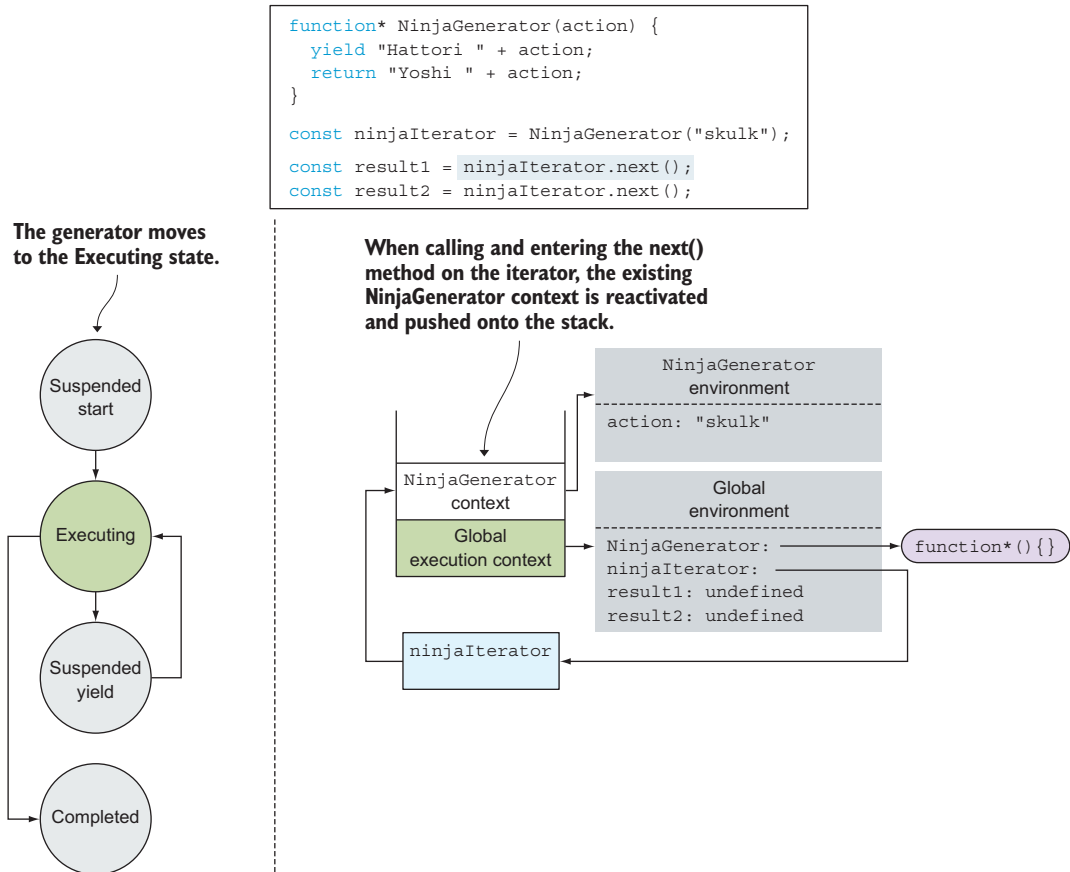 function* NinjaGenerator(action) {
  yield "Hattori " + action;
  return "Yoshi " + action;
}
const ninjaIterator = NinjaGenerator("skulk");
const result1 = ninjaIterator.next();
const result2 = ninjaIterator.next();
The generator moves
to the Executing state.
Suspended
start
Executing
Suspended
yield
Completed
When calling and entering the next()
method on the iterator, the existing
NinjaGenerator context is reactivated
and pushed onto the stack.
NinjaGenerator
context
Global
execution context
NinjaGenerator
environment
action: "skulk"
Global
environment
NinjaGenerator:
ninjaIterator:
result1: undefined
result2: undefined
function*(){}
ninjaIterator